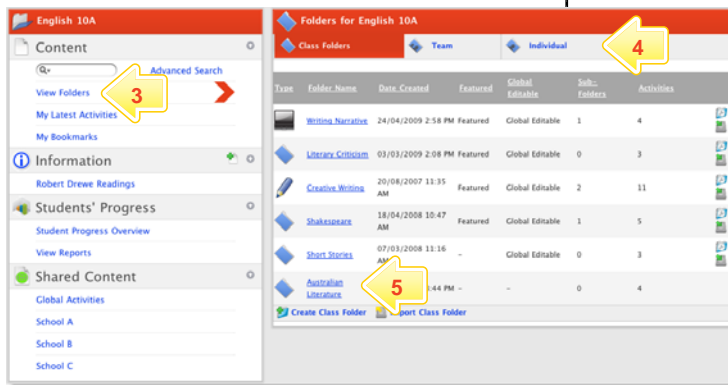 English 10A
Content
Advanced Search
View Folders
3
My Latest Activities
My Bookmarks
Information
Robert Drewe Readings
Students' Progress
Student Progress Overview
View Reports
Shared Content
Global Activities
School A
School B
School C
Folders for English 10A
Class Folders Team Individual
4
Type Folder Name Date Created Featured Global Editable Sub-Folders Activities
Writing Narrative 24/04/2009 2:58 PM Featured Global Editable 1 4
Literary Criticism 03/03/2009 2:08 PM Featured Global Editable 0 3
Creative Writing 20/08/2007 11:35 AM Featured Global Editable 2 11
Shakespeare 18/04/2008 10:47 AM Featured Global Editable 1 5
Short Stories 07/03/2008 11:16 - Global Editable 0 3
Australian Literature :44 PM - - 0 4
5
Create Class Folder Class Folder